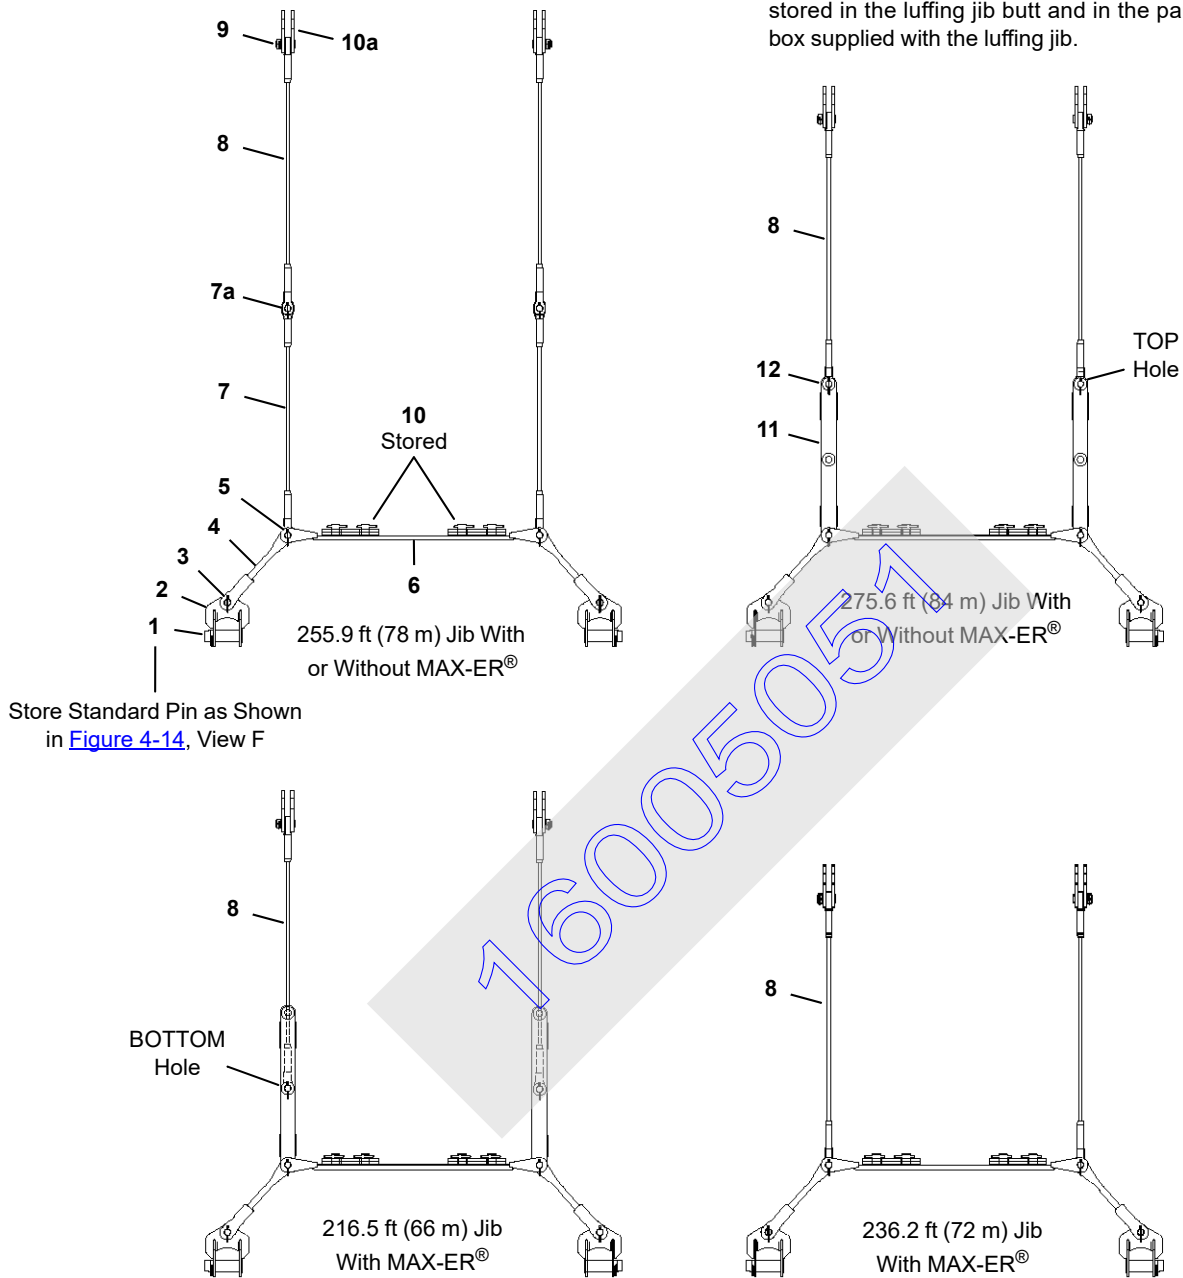 stored in the luffing jib butt and in the pa
box supplied with the luffing jib.
9
10a
8
7a
7
10
Stored
5
4
3
2
1
6
255.9 ft (78 m) Jib With
or Without MAX-ER®
Store Standard Pin as Shown
in Figure 4-14, View F
8
TOP
Hole
12
11
275.6 ft (84 m) Jib With
or Without MAX-ER®
16005051
8
BOTTOM
Hole
216.5 ft (66 m) Jib
With MAX-ER®
8
236.2 ft (72 m) Jib
With MAX-ER®